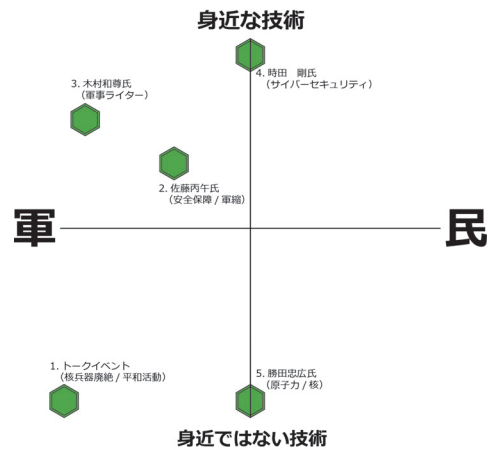 身近な技術
3. 木村和尊氏
（軍事ライター）
4. 時田　剛氏
（サイバーセキュリティ）
2. 佐藤丙午氏
（安全保障 / 軍縮）
軍
民
1. トークイベント
（核兵器廃絶 / 平和活動）
5. 勝田忠広氏
（原子力 / 核）
身近ではない技術